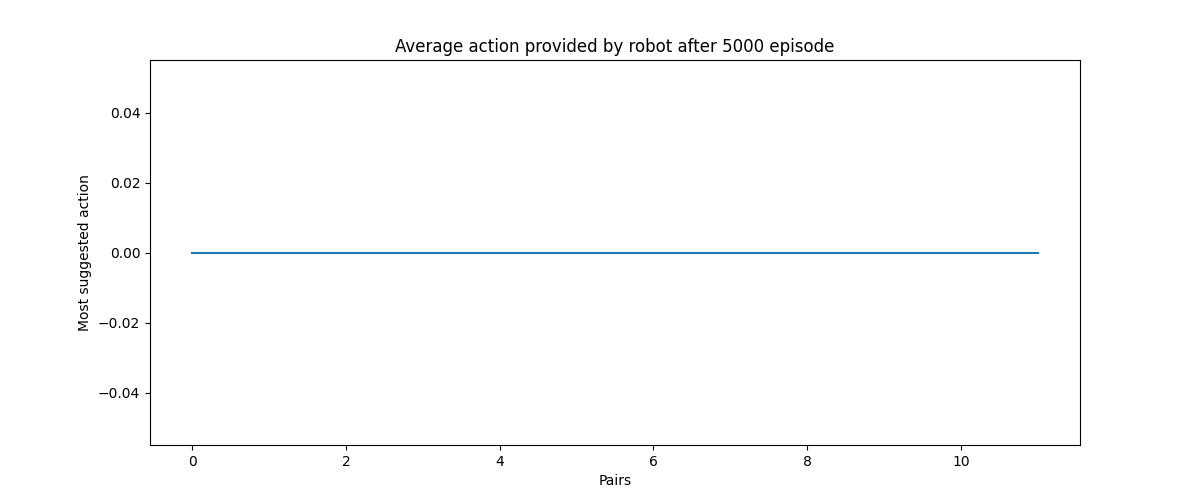 Average action provided by robot after 5000 episode
Most suggested action
0.04
0.02
0.00
−0.02
−0.04
0 2 4 6 8 10
Pairs